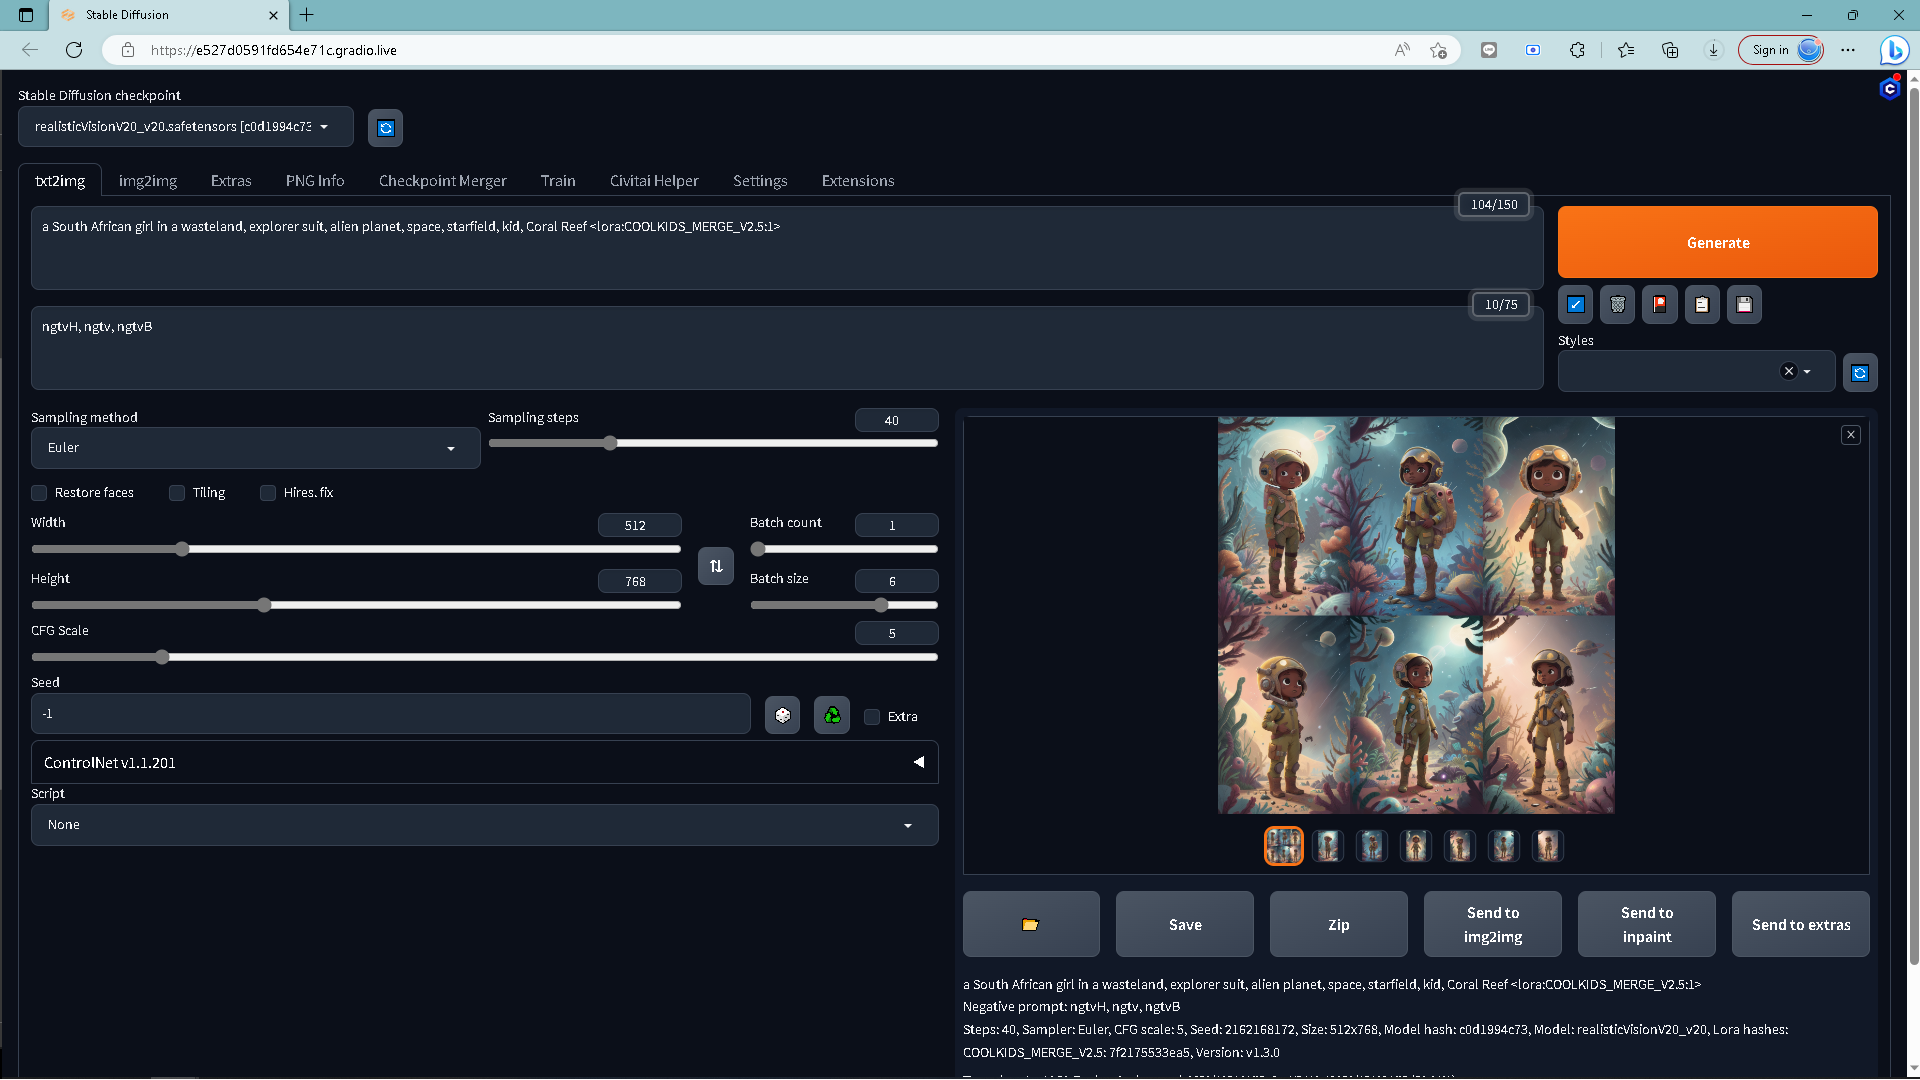 Stable Diffusion
https://e527d0591fd654e71c.gradio.live
Sign in
Stable Diffusion checkpoint
realisticVisionV20_v20.safetensors [c0d1994c73
txt2img
img2img
Extras
PNG Info
Checkpoint Merger
Train
Civitai Helper
Settings
Extensions
104/150
a South African girl in a wasteland, explorer suit, alien planet, space, starfield, kid, Coral Reef <lora:COOLKIDS_MERGE_V2.5:1>
Generate
10/75
ngtvH, ngtv, ngtvB
Styles
Sampling method
Euler
Sampling steps
40
Restore faces
Tiling
Hires. fix
Width
512
Batch count
1
Height
768
Batch size
6
CFG Scale
5
Seed
-1
Extra
ControlNet v1.1.201
Script
None
Save
Zip
Send to
img2img
Send to
inpaint
Send to extras
a South African girl in a wasteland, explorer suit, alien planet, space, starfield, kid, Coral Reef <lora:COOLKIDS_MERGE_V2.5:1>
Negative prompt: ngtvH, ngtv, ngtvB
Steps: 40, Sampler: Euler, CFG scale: 5, Seed: 2162168172, Size: 512x768, Model hash: c0d1994c73, Model: realisticVisionV20_v20, Lora hashes:
COOLKIDS_MERGE_V2.5: 7f2175533ea5, Version: v1.3.0